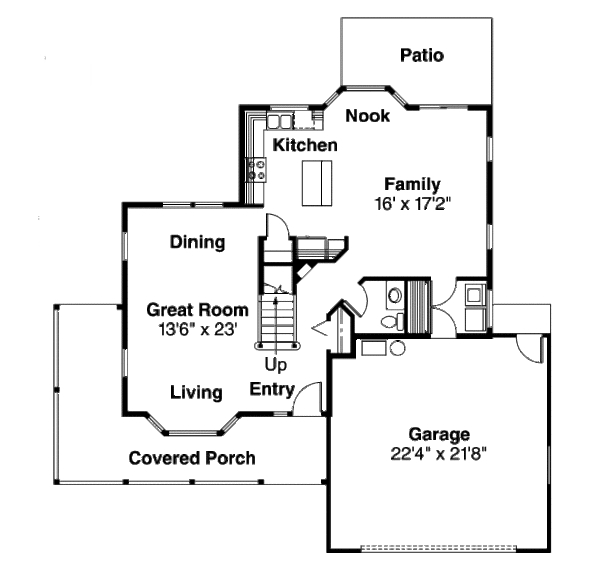 Patio
Nook
Kitchen
Family
16' x 17'2"
Dining
Great Room
13'6" x 23'
Up
Living
Entry
Covered Porch
Garage
22'4" x 21'8"